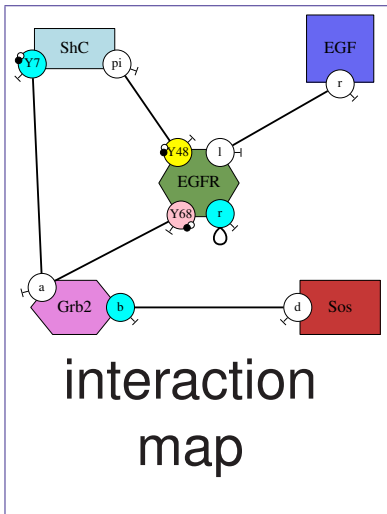 ShC
EGF
Y7
pi
r
Y48
l
EGFR
Y68
r
a
Grb2
b
d
Sos
interaction
map